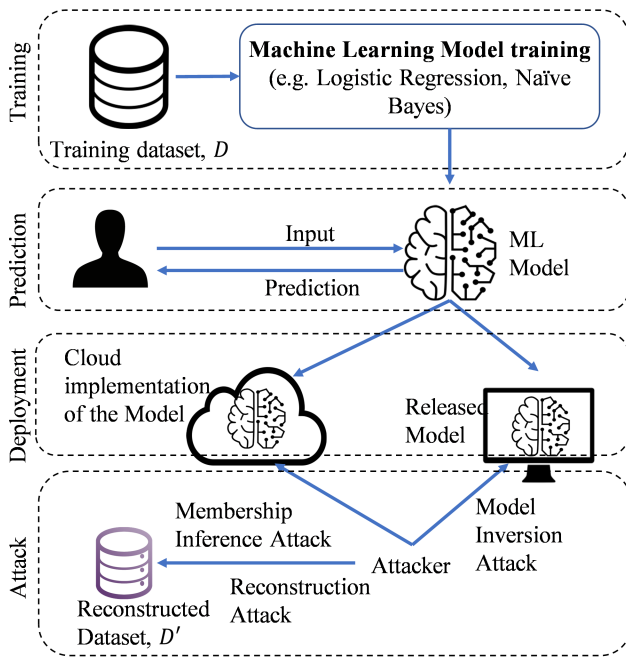 Training
Machine Learning Model training
(e.g. Logistic Regression, Naïve
Bayes)
Training dataset, D
Prediction
Input
Prediction
ML
Model
Deployment
Cloud
implementation
of the Model
Released
Model
Attack
Membership
Inference Attack
Model
Inversion
Attack
Attacker
Reconstruction
Attack
Reconstructed
Dataset, D′